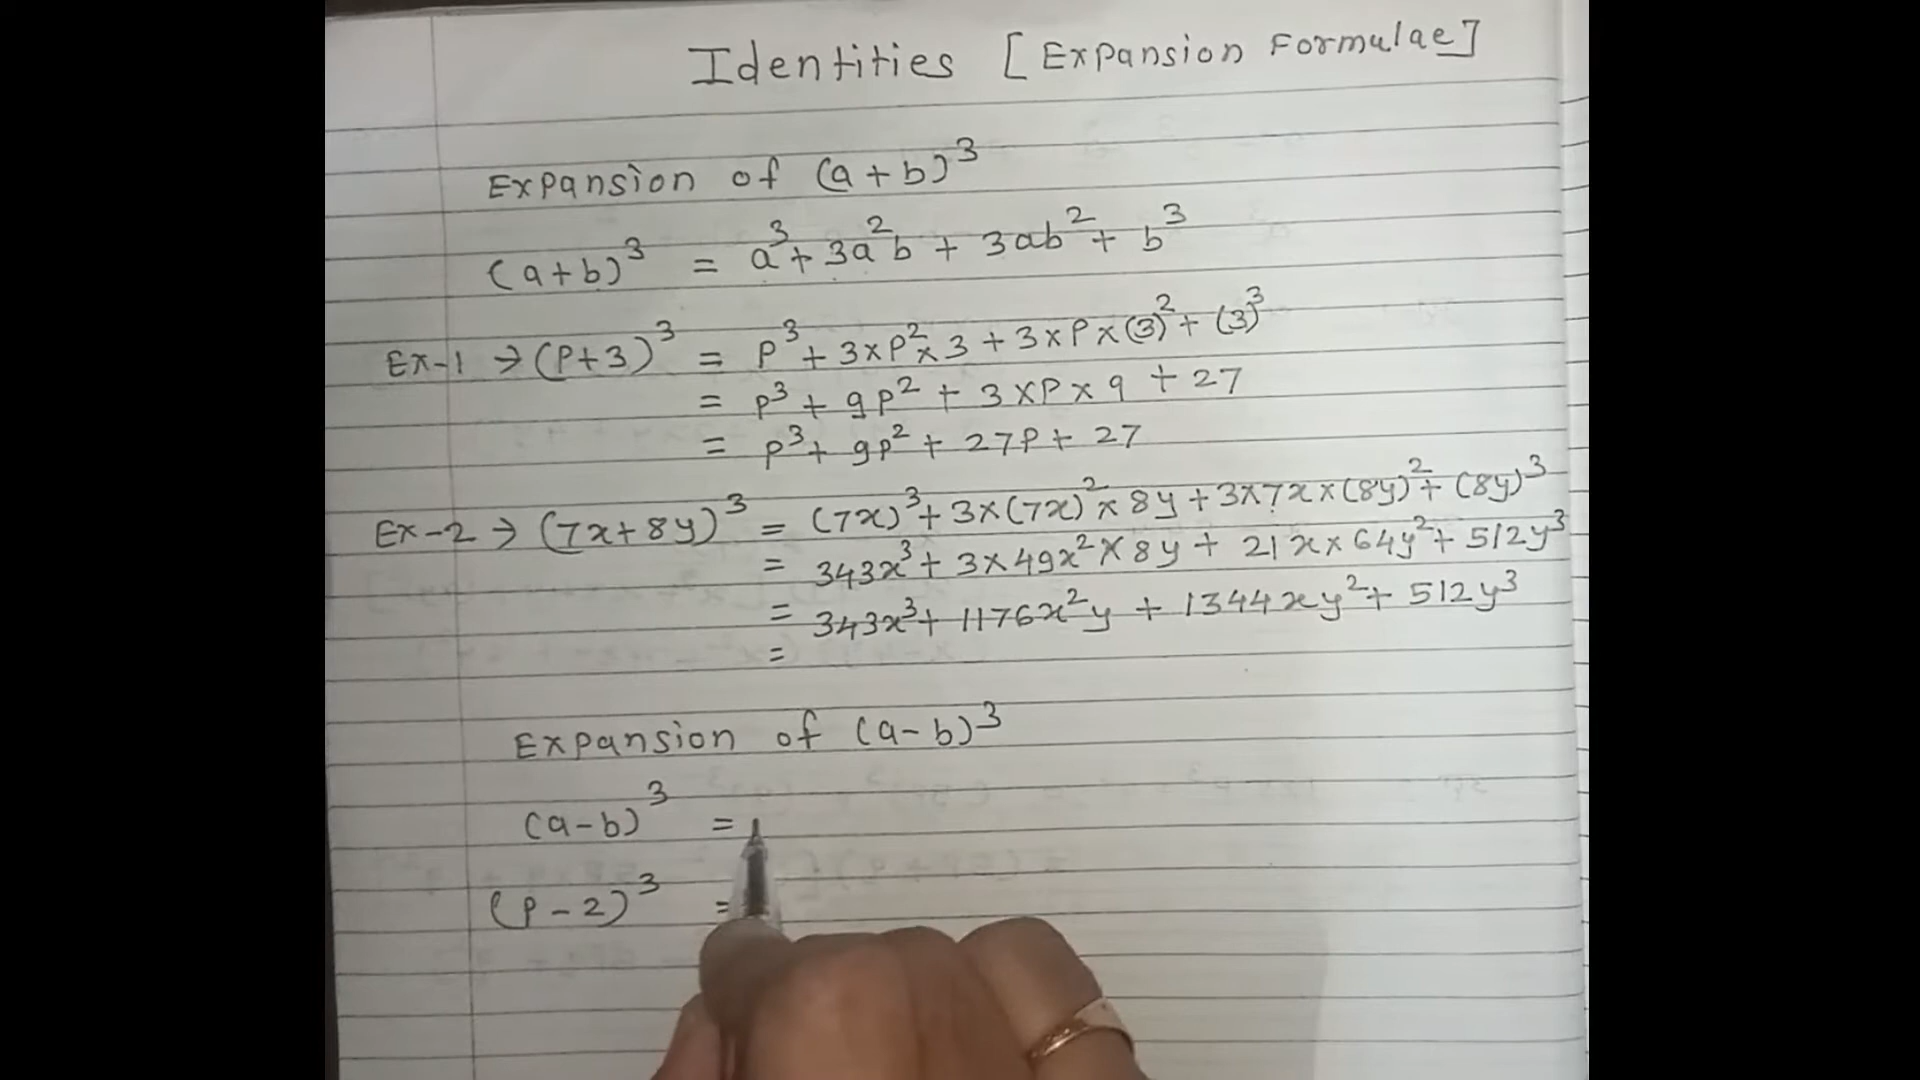 Identities [Expansion Formulae]
Expansion of (a+b)³
(a+b)³ = a³+3a²b + 3ab²+ b³
Ex-1 → (P+3)³ = P³+3×P²×3+3×P×(3)²+(3)³
= P³+9P²+3×P×9+27
= P³+9P²+27P+27
Ex-2 → (7x+8y)³ = (7x)³+3×(7x)²×8y+3×7x×(8y)²+(8y)³
= 343x³+3×49x²×8y+21x×64y²+512y³
= 343x³+1176x²y+1344xy²+512y³
=
Expansion of (a-b)³
(a-b)³ =
(P-2)³ =